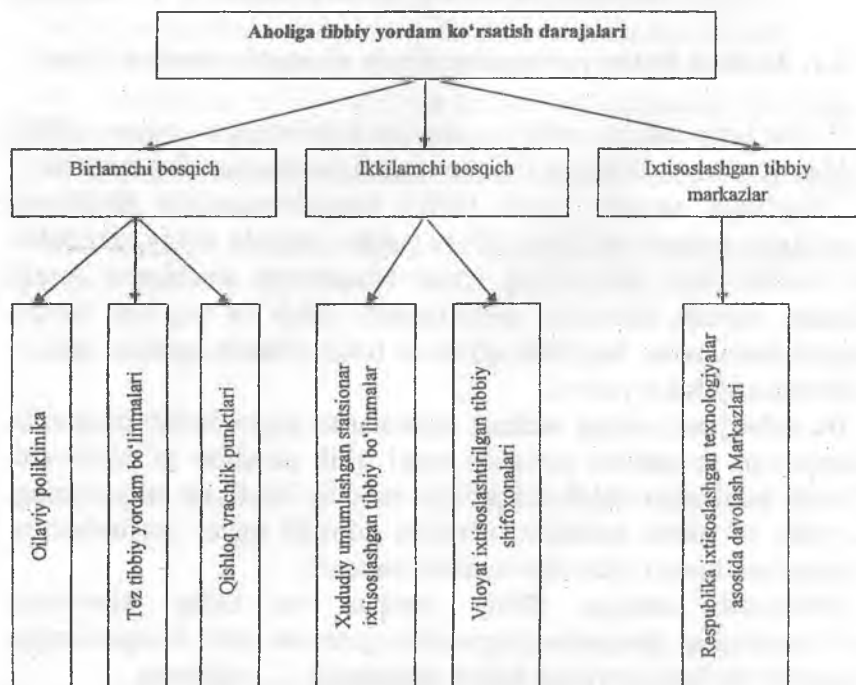 Aholiga tibbiy yordam ko‘rsatish darajalari
Birlamchi bosqich
Ikkilamchi bosqich
Ixtisoslashgan tibbiy
markazlar
Oilaviy poliklinika
Tez tibbiy yordam bo‘linmalari
Qishloq vrachlik punktlari
Xududiy umumlashgan statsionar
ixtisoslashgan tibbiy bo‘linmalar
Viloyat ixtisoslashtirilgan tibbiy
shifoxonalari
Respublika ixtisoslashgan texnologiyalar
asosida davolash Markazlari